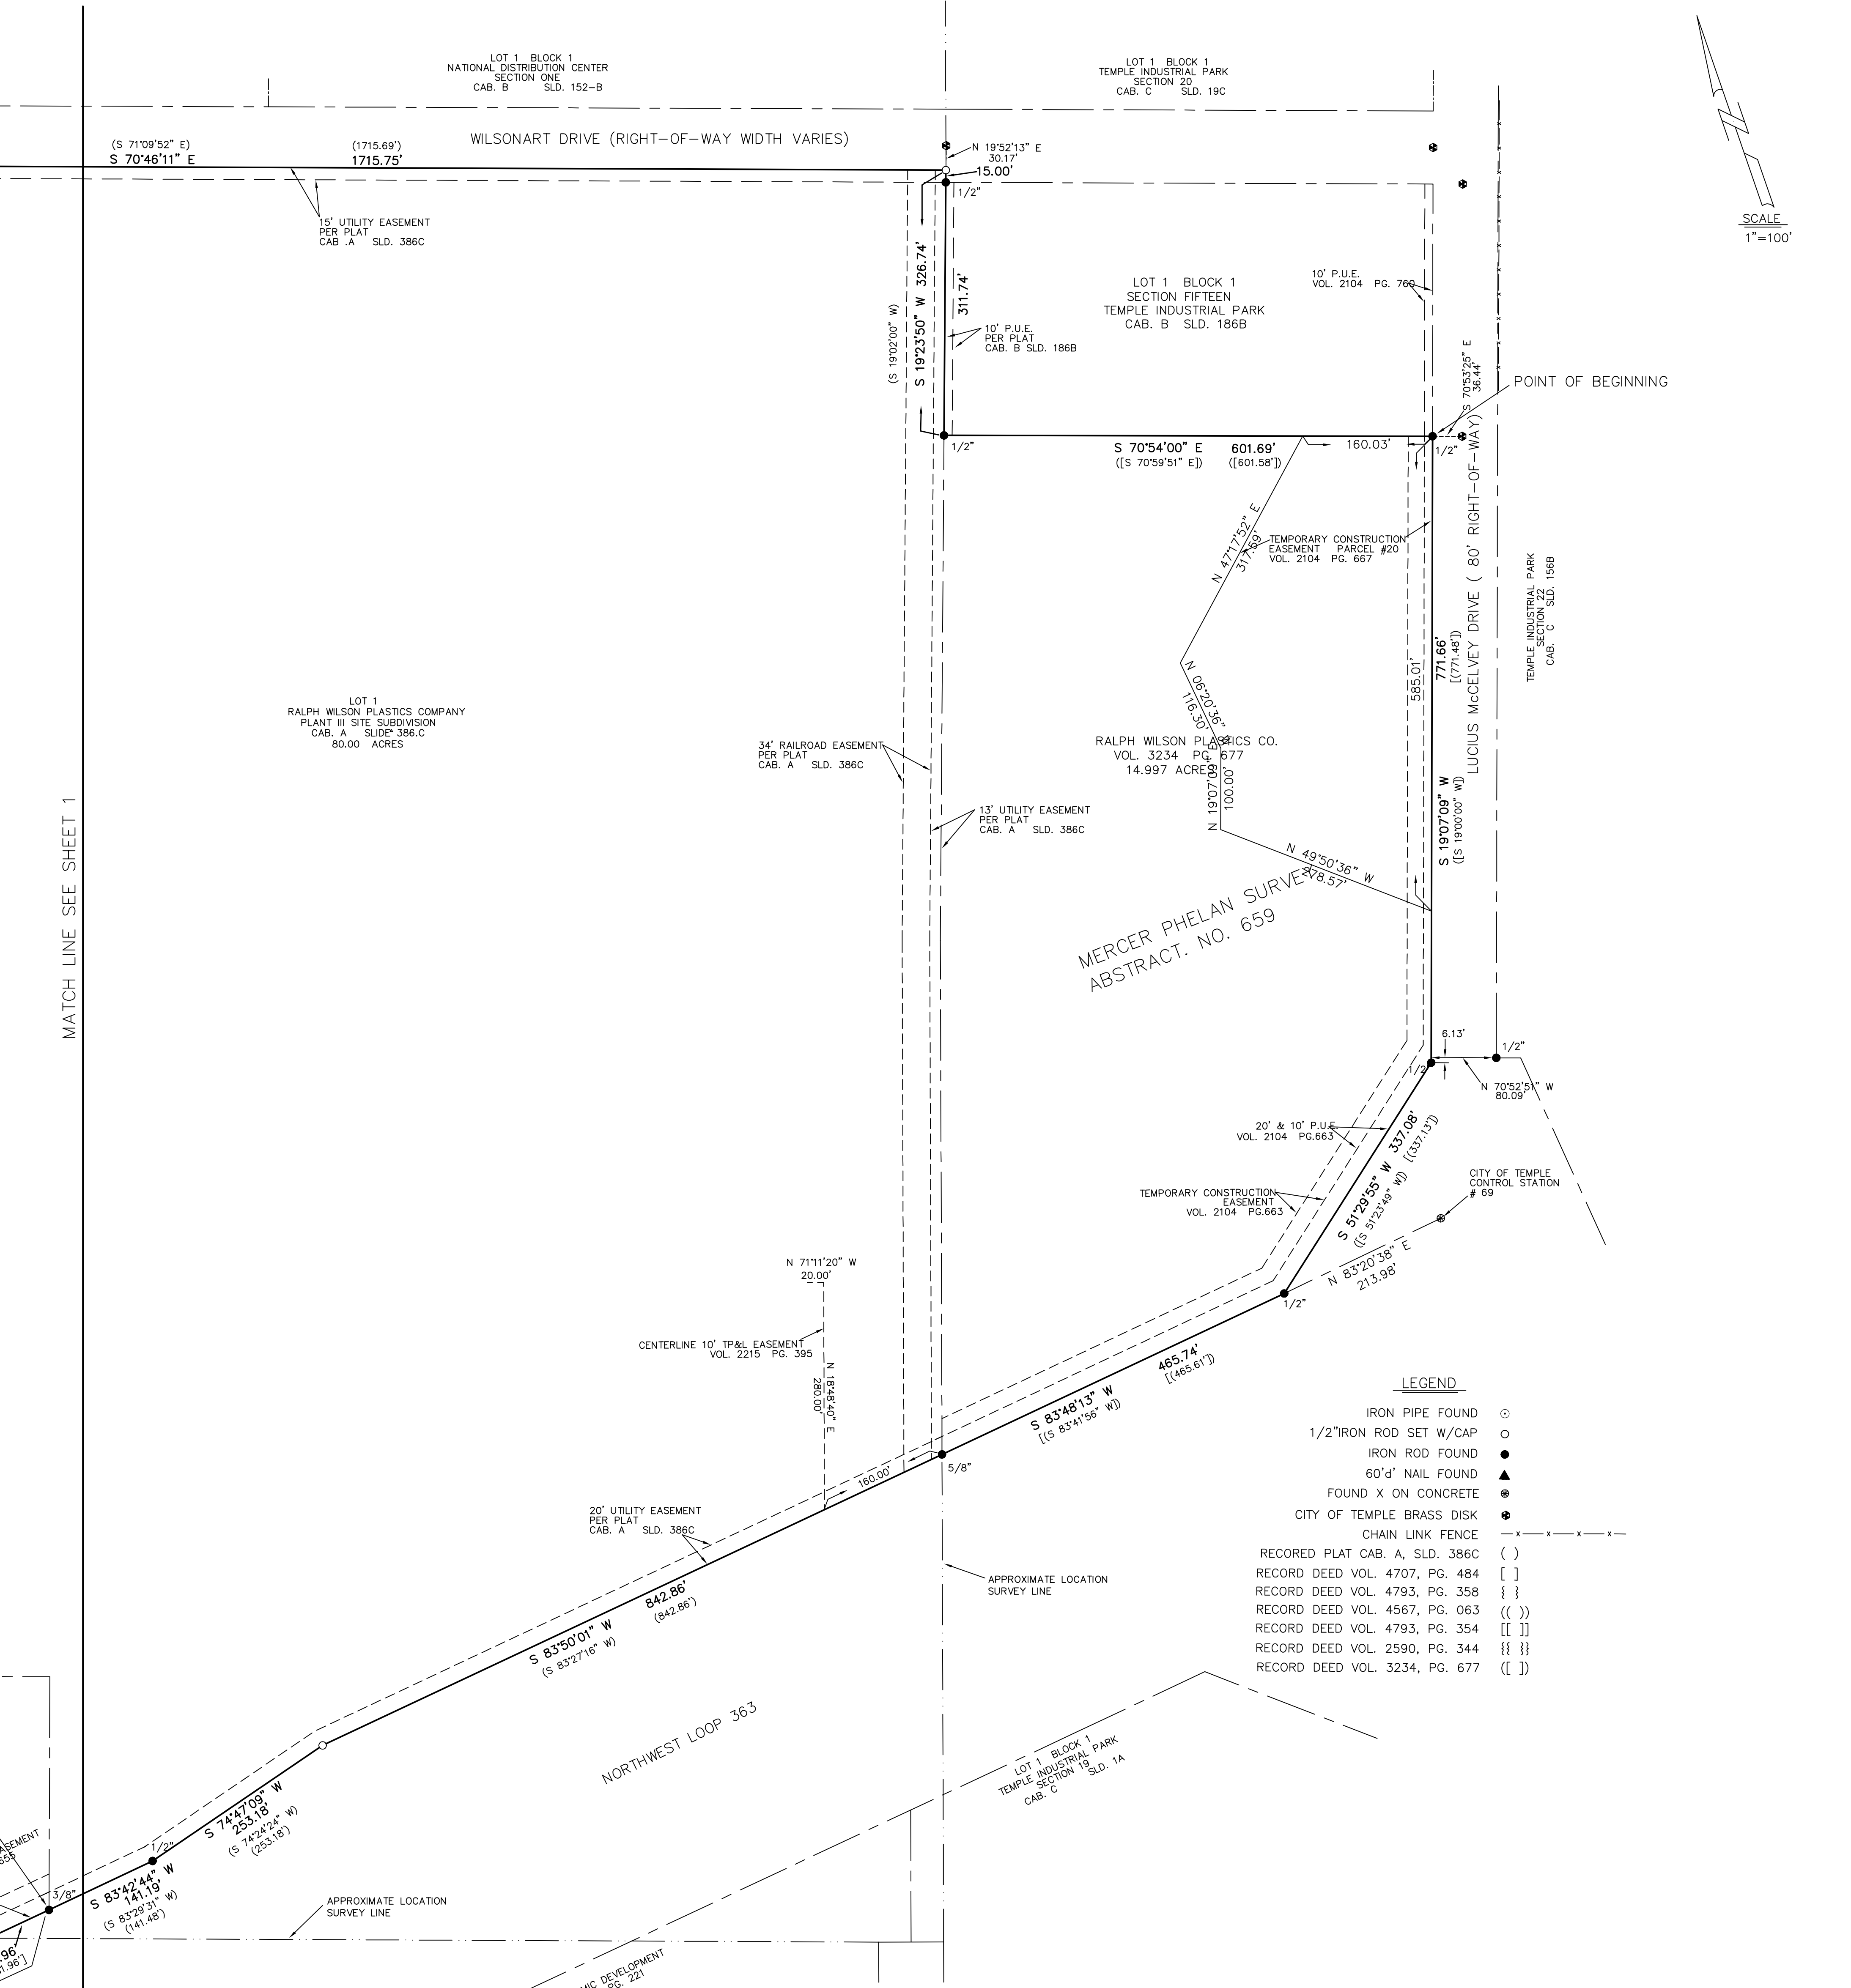 LOT 1 BLOCK 1
NATIONAL DISTRIBUTION CENTER
SECTION ONE
CAB. B SLD. 152-B
LOT 1 BLOCK 1
TEMPLE INDUSTRIAL PARK
SECTION 20
CAB. C SLD. 19C
SCALE
1"=100'
WILSONART DRIVE (RIGHT-OF-WAY WIDTH VARIES)
(S 71°09'52" E) (1715.69')
S 70°46'11" E 1715.75'
N 19°52'13" E
30.17'
15.00'
1/2"
15' UTILITY EASEMENT
PER PLAT
CAB .A SLD. 386C
S 19°23'50" W 326.74'
(S 19°02'00" W)
311.74'
10' P.U.E.
PER PLAT
CAB. B SLD. 186B
LOT 1 BLOCK 1
SECTION FIFTEEN
TEMPLE INDUSTRIAL PARK
CAB. B SLD. 186B
10' P.U.E.
VOL. 2104 PG. 760
S 70°53'25" E
36.44'
POINT OF BEGINNING
1/2"
S 70°54'00" E 601.69'
([S 70°59'51" E]) ([601.58'])
160.03'
1/2"
N 47°17'52" E
317.59'
TEMPORARY CONSTRUCTION
EASEMENT PARCEL #20
VOL. 2104 PG. 667
LUCIUS McCELVEY DRIVE ( 80' RIGHT-OF-WAY)
TEMPLE INDUSTRIAL PARK
SECTION 22
CAB. C SLD. 156B
585.01'
771.66'
[(771.48')]
S 19°07'09" W
([S 19°00'00" W])
N 06°20'36"
116.30'
LOT 1
RALPH WILSON PLASTICS COMPANY
PLANT III SITE SUBDIVISION
CAB. A SLIDE" 386.C
80.00 ACRES
RALPH WILSON PLASTICS CO.
VOL. 3234 PG. 677
14.997 ACRES
N 19°07'09" E
100.00'
34' RAILROAD EASEMENT
PER PLAT
CAB. A SLD. 386C
13' UTILITY EASEMENT
PER PLAT
CAB. A SLD. 386C
N 49°50'36" W
278.57'
MERCER PHELAN SURVEY
ABSTRACT. NO. 659
MATCH LINE SEE SHEET 1
6.13'
1/2"
1/2"
N 70°52'51" W
80.09'
20' & 10' P.U.E.
VOL. 2104 PG.663
S 51°29'55" W 337.08'
([S 51°23'49" W]) [(337.13')]
CITY OF TEMPLE
CONTROL STATION
# 69
TEMPORARY CONSTRUCTION
EASEMENT
VOL. 2104 PG.663
N 83°20'38" E
213.98'
1/2"
N 71°11'20" W
20.00'
CENTERLINE 10' TP&L EASEMENT
VOL. 2215 PG. 395
N 18°48'40" E
280.00'
465.74'
[(465.61')]
S 83°48'13" W
[(S 83°41'56" W)]
5/8"
160.00'
20' UTILITY EASEMENT
PER PLAT
CAB. A SLD. 386C
APPROXIMATE LOCATION
SURVEY LINE
842.86'
(842.86')
S 83°50'01" W
(S 83°27'16" W)
LEGEND
IRON PIPE FOUND
1/2"IRON ROD SET W/CAP
IRON ROD FOUND
60'd' NAIL FOUND
FOUND X ON CONCRETE
CITY OF TEMPLE BRASS DISK
CHAIN LINK FENCE —x—x—x—x—
RECORED PLAT CAB. A, SLD. 386C ( )
RECORD DEED VOL. 4707, PG. 484 [ ]
RECORD DEED VOL. 4793, PG. 358 { }
RECORD DEED VOL. 4567, PG. 063 (( ))
RECORD DEED VOL. 4793, PG. 354 [[ ]]
RECORD DEED VOL. 2590, PG. 344 {{ }}
RECORD DEED VOL. 3234, PG. 677 ([ ])
NORTHWEST LOOP 363
LOT 1 BLOCK 1
TEMPLE INDUSTRIAL PARK
SECTION 19
CAB. C SLD. 1A
S 74°47'09" W
253.18'
(S 74°24'24" W)
(253.18')
1/2"
S 83°42'44" W
141.19'
(S 83°29'31" W)
(141.48')
3/8"
APPROXIMATE LOCATION
SURVEY LINE
DEVELOPMENT
PG. 221